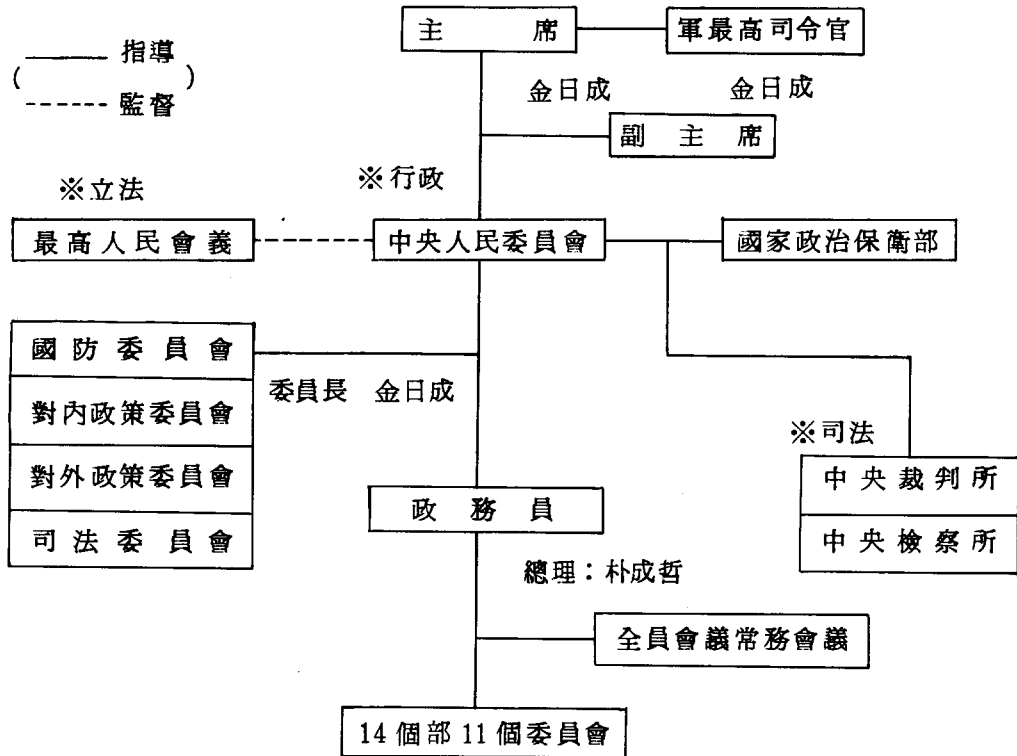 主席 軍最高司令官
指導
( )
監督
金日成 金日成
副主席
※立法 ※行政
最高人民會議 中央人民委員會 國家政治保衛部
國防委員會
委員長 金日成
對內政策委員會
※司法
對外政策委員會 中央裁判所
政務員
司法委員會 中央檢察所
總理：朴成哲
全員會議常務會議
14個部11個委員會